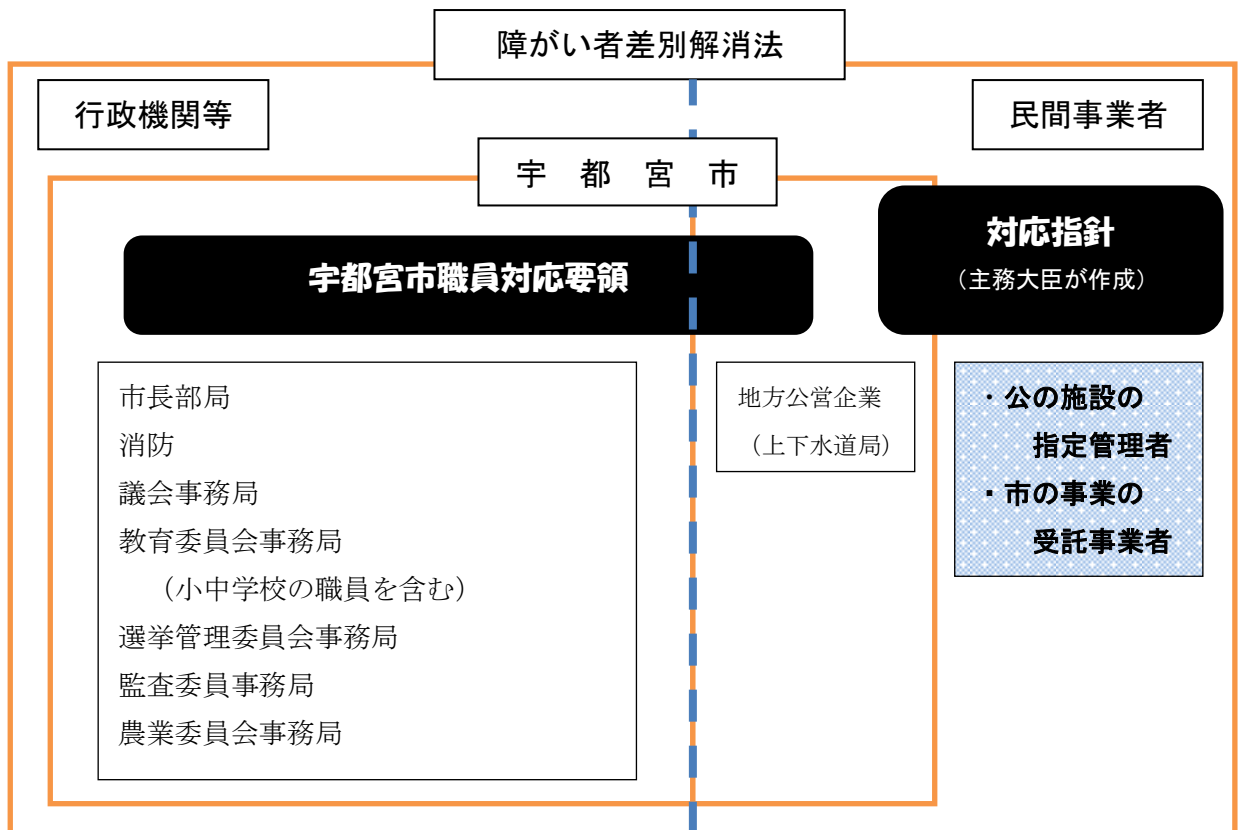 障がい者差別解消法
行政機関等
民間事業者
宇　都　宮　市
対応指針
（主務大臣が作成）
宇都宮市職員対応要領
市長部局
消防
議会事務局
教育委員会事務局
（小中学校の職員を含む）
選挙管理委員会事務局
監査委員事務局
農業委員会事務局
地方公営企業
（上下水道局）
・公の施設の
指定管理者
・市の事業の
受託事業者